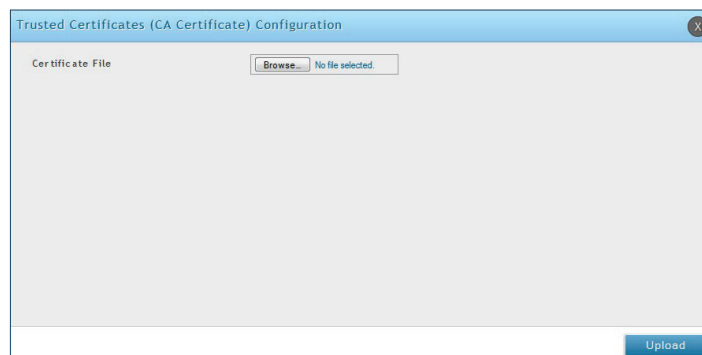 Trusted Certificates (CA Certificate) Configuration
X
Certificate File
Browse... No file selected.
Upload